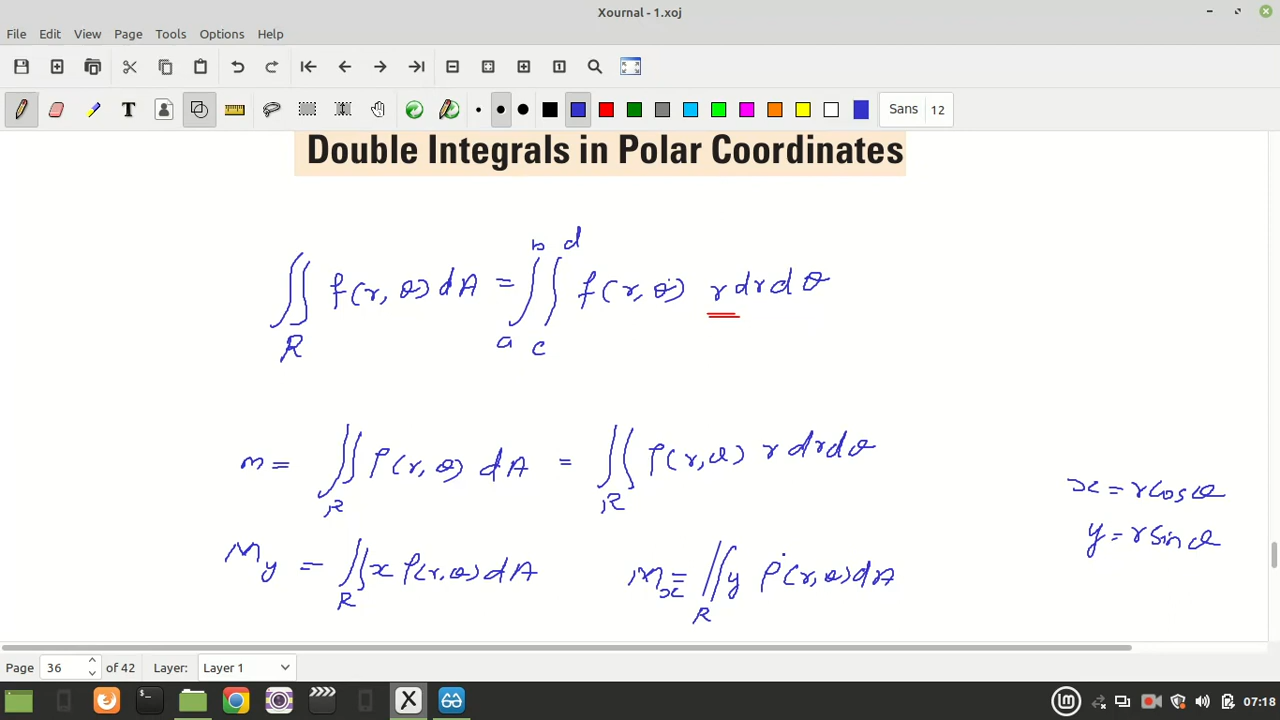 Xournal - 1.xoj
File Edit View Page Tools Options Help
Sans 12
Double Integrals in Polar Coordinates
∬_R f(r, θ) dA = ∫_a^b ∫_c^d f(r, θ) r dr dθ
m = ∬_R ρ(r, θ) dA = ∬_R ρ(r, θ) r dr dθ
x = r cos θ
y = r sin θ
M_y = ∬_R x ρ(r, θ) dA M_x = ∬_R y ρ(r, θ) dA
Page 36 of 42 Layer: Layer 1
07:18